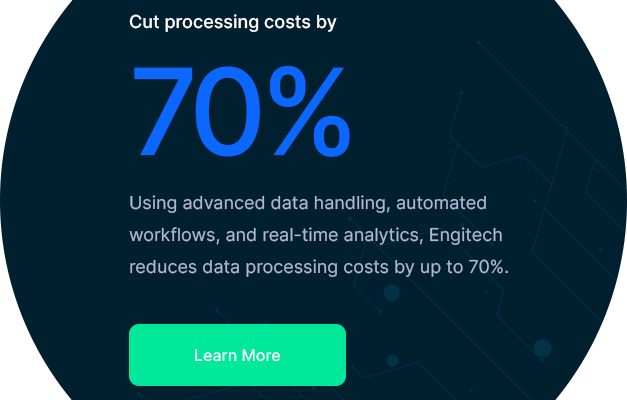 Cut processing costs by
70%
Using advanced data handling, automated
workflows, and real-time analytics, Engitech
reduces data processing costs by up to 70%.
Learn More